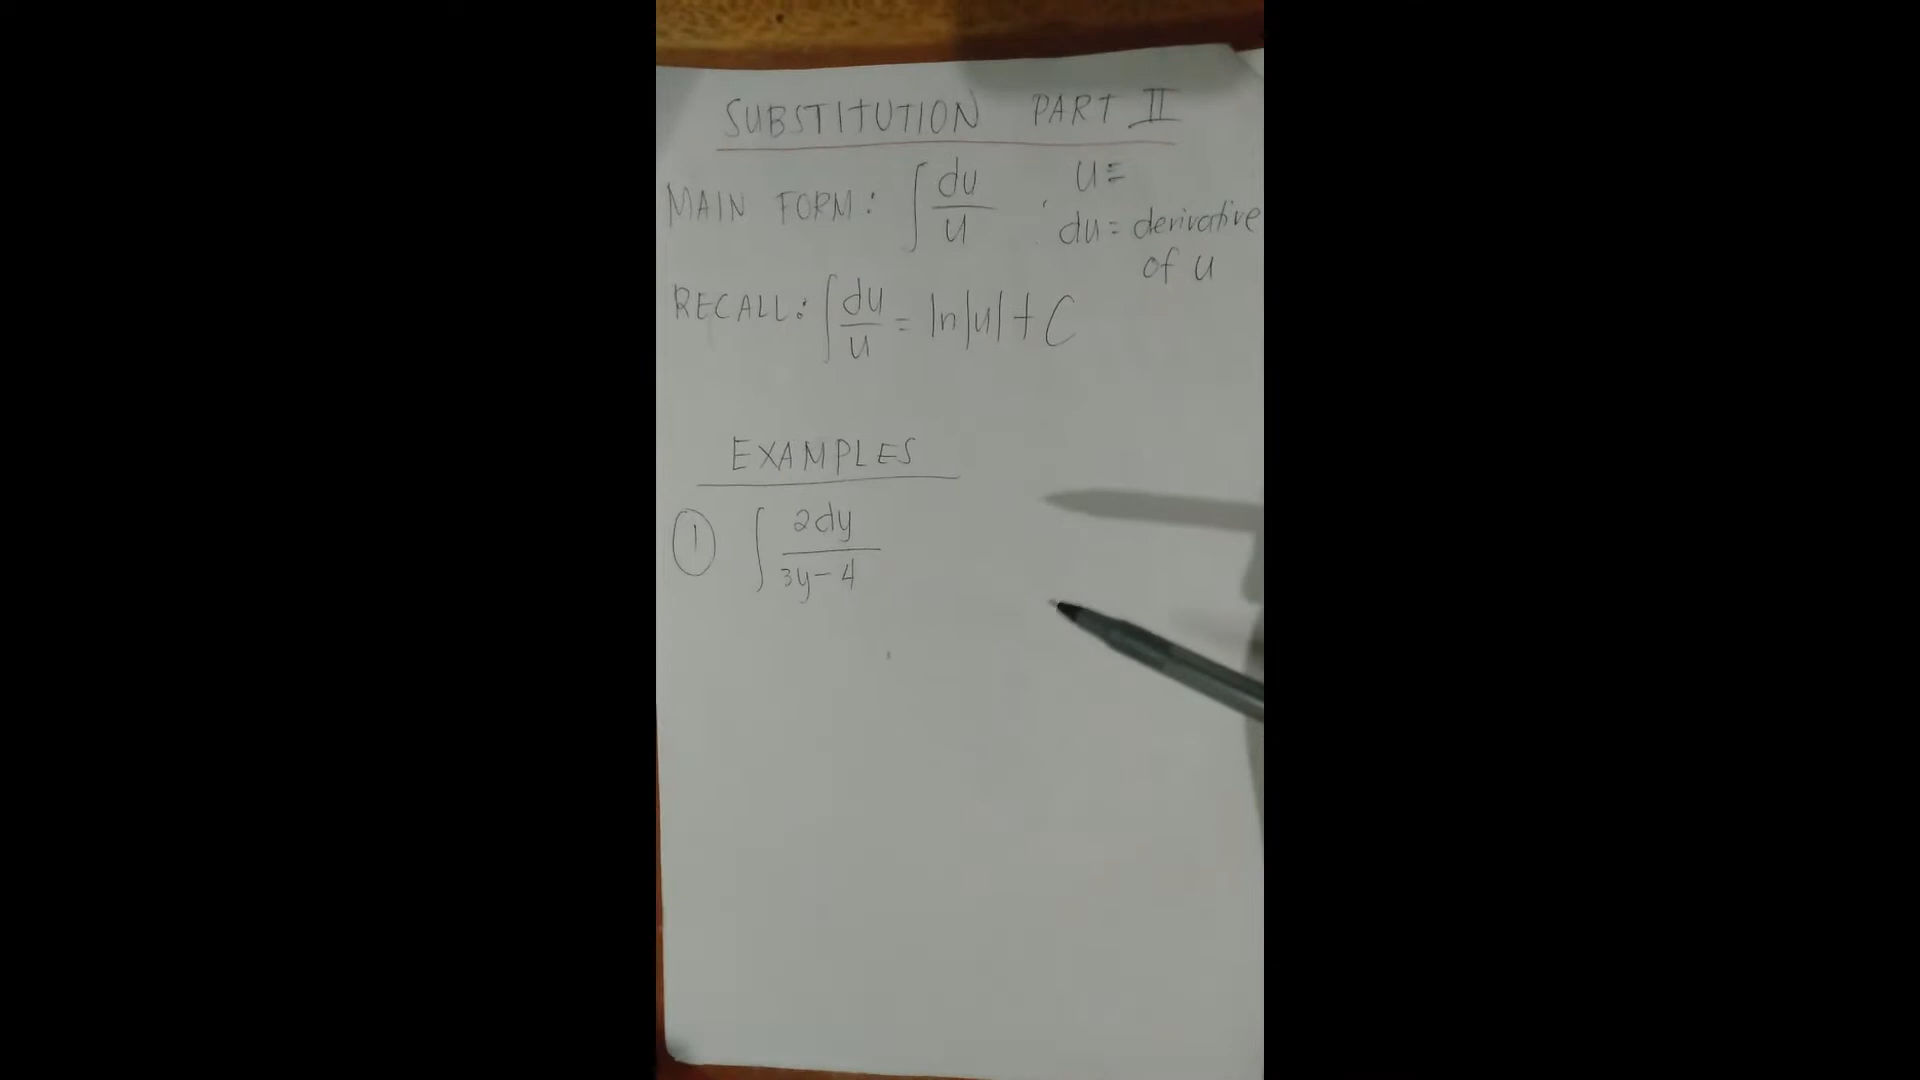 SUBSTITUTION PART II
MAIN FORM: ∫ du/u
u =
du = derivative
of u
RECALL: ∫ du/u = ln|u| + C
EXAMPLES
① ∫ 2dy/3y-4